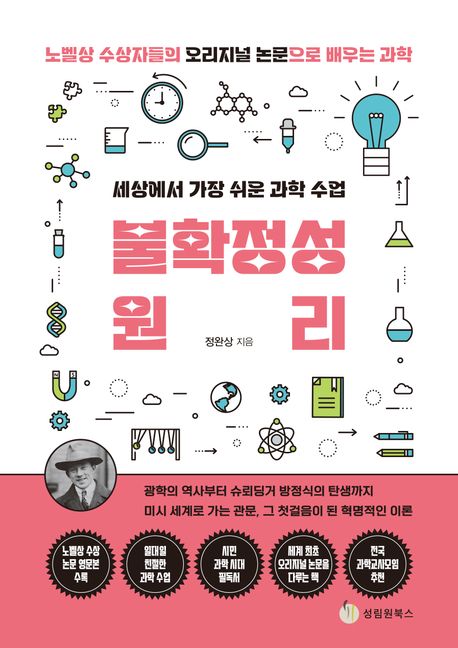 노벨상 수상자들의 오리지널 논문으로 배우는 과학
세상에서 가장 쉬운 과학 수업
불확정성
원리
정완상 지음
N S
광학의 역사부터 슈뢰딩거 방정식의 탄생까지
미시 세계로 가는 관문, 그 첫걸음이 된 혁명적인 이론
노벨상 수상
논문 영문본
수록
일대일
친절한
과학 수업
시민
과학 시대
필독서
세계 최초
오리지널 논문을
다루는 책
전국
과학교사모임
추천
성림원북스